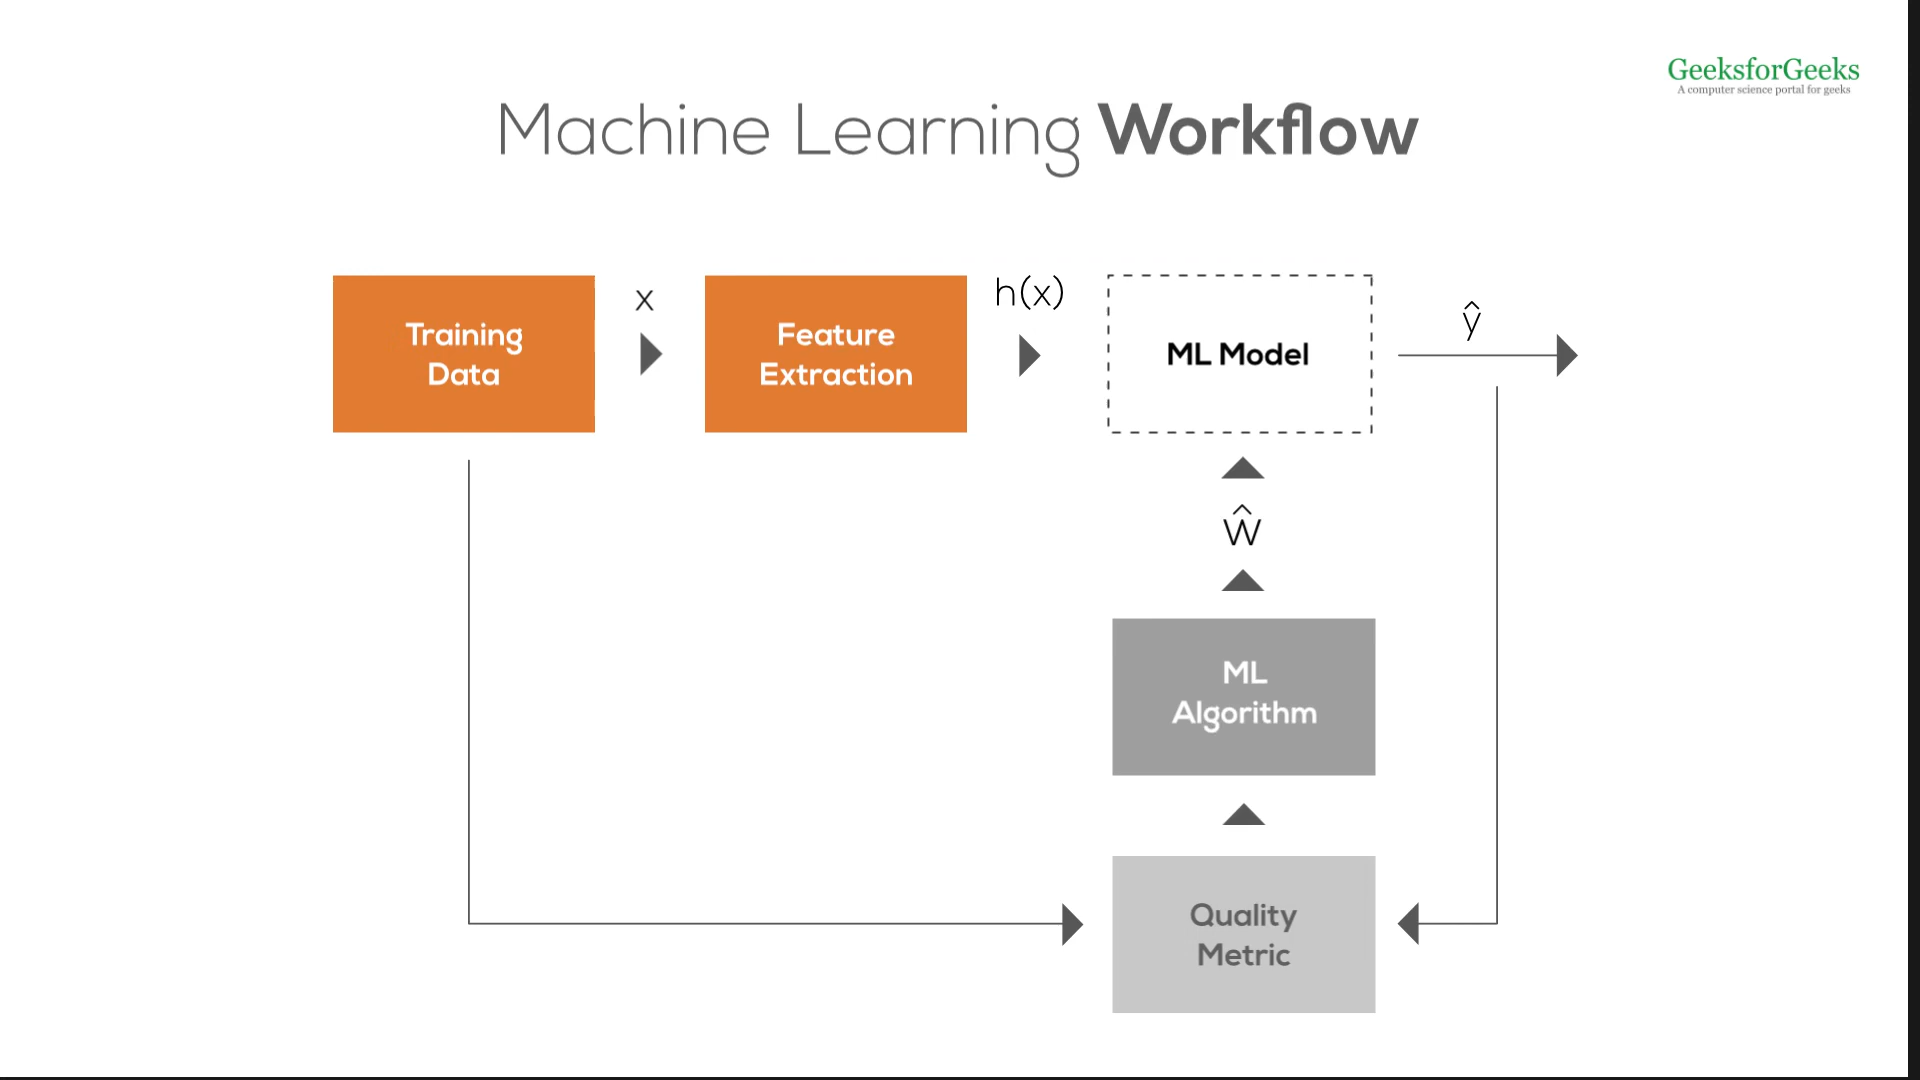 GeeksforGeeks
A computer science portal for geeks
Machine Learning Workflow
Training
Data
x
Feature
Extraction
h(x)
ML Model
ŷ
Ŵ
ML
Algorithm
Quality
Metric